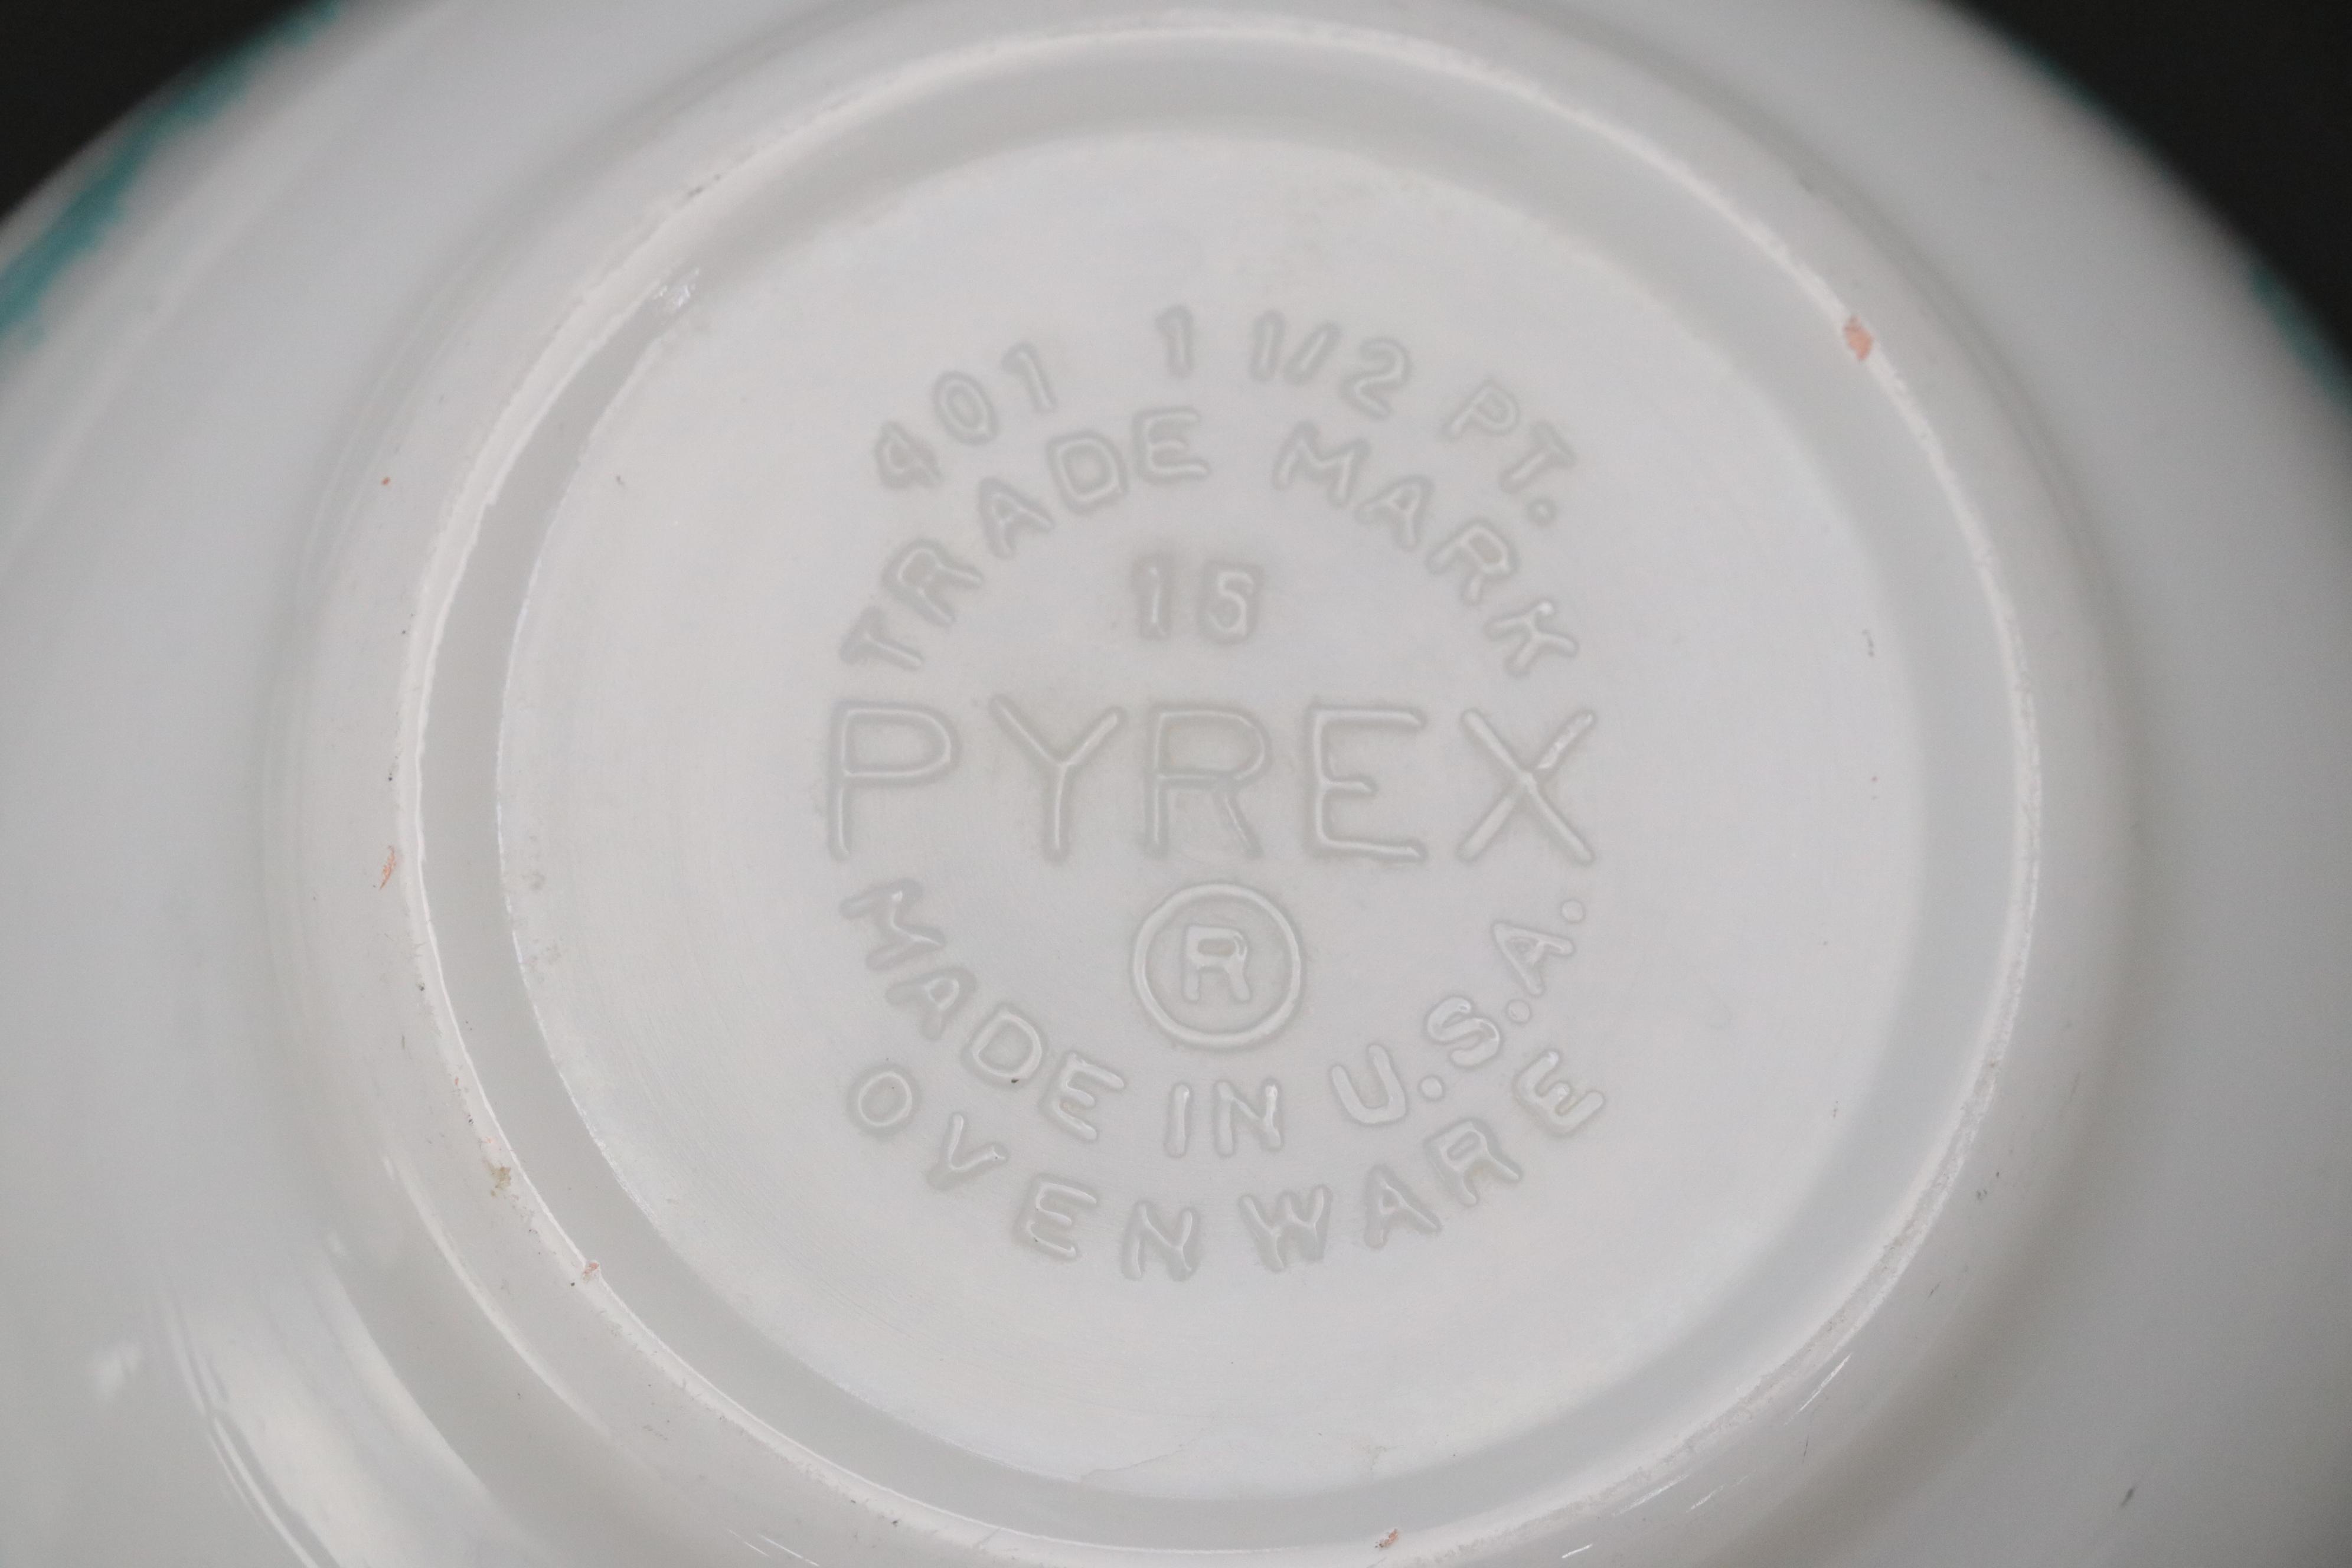 401 1 1/2 PT.
TRADE MARK
15
PYREX
®
MADE IN U.S.A.
OVENWARE